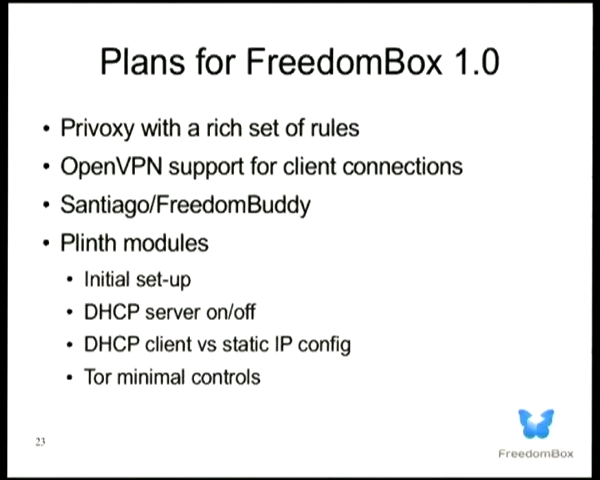 Plans for FreedomBox 1.0
• Privoxy with a rich set of rules
• OpenVPN support for client connections
• Santiago/FreedomBuddy
• Plinth modules
• Initial set-up
• DHCP server on/off
• DHCP client vs static IP config
• Tor minimal controls
23
FreedomBox